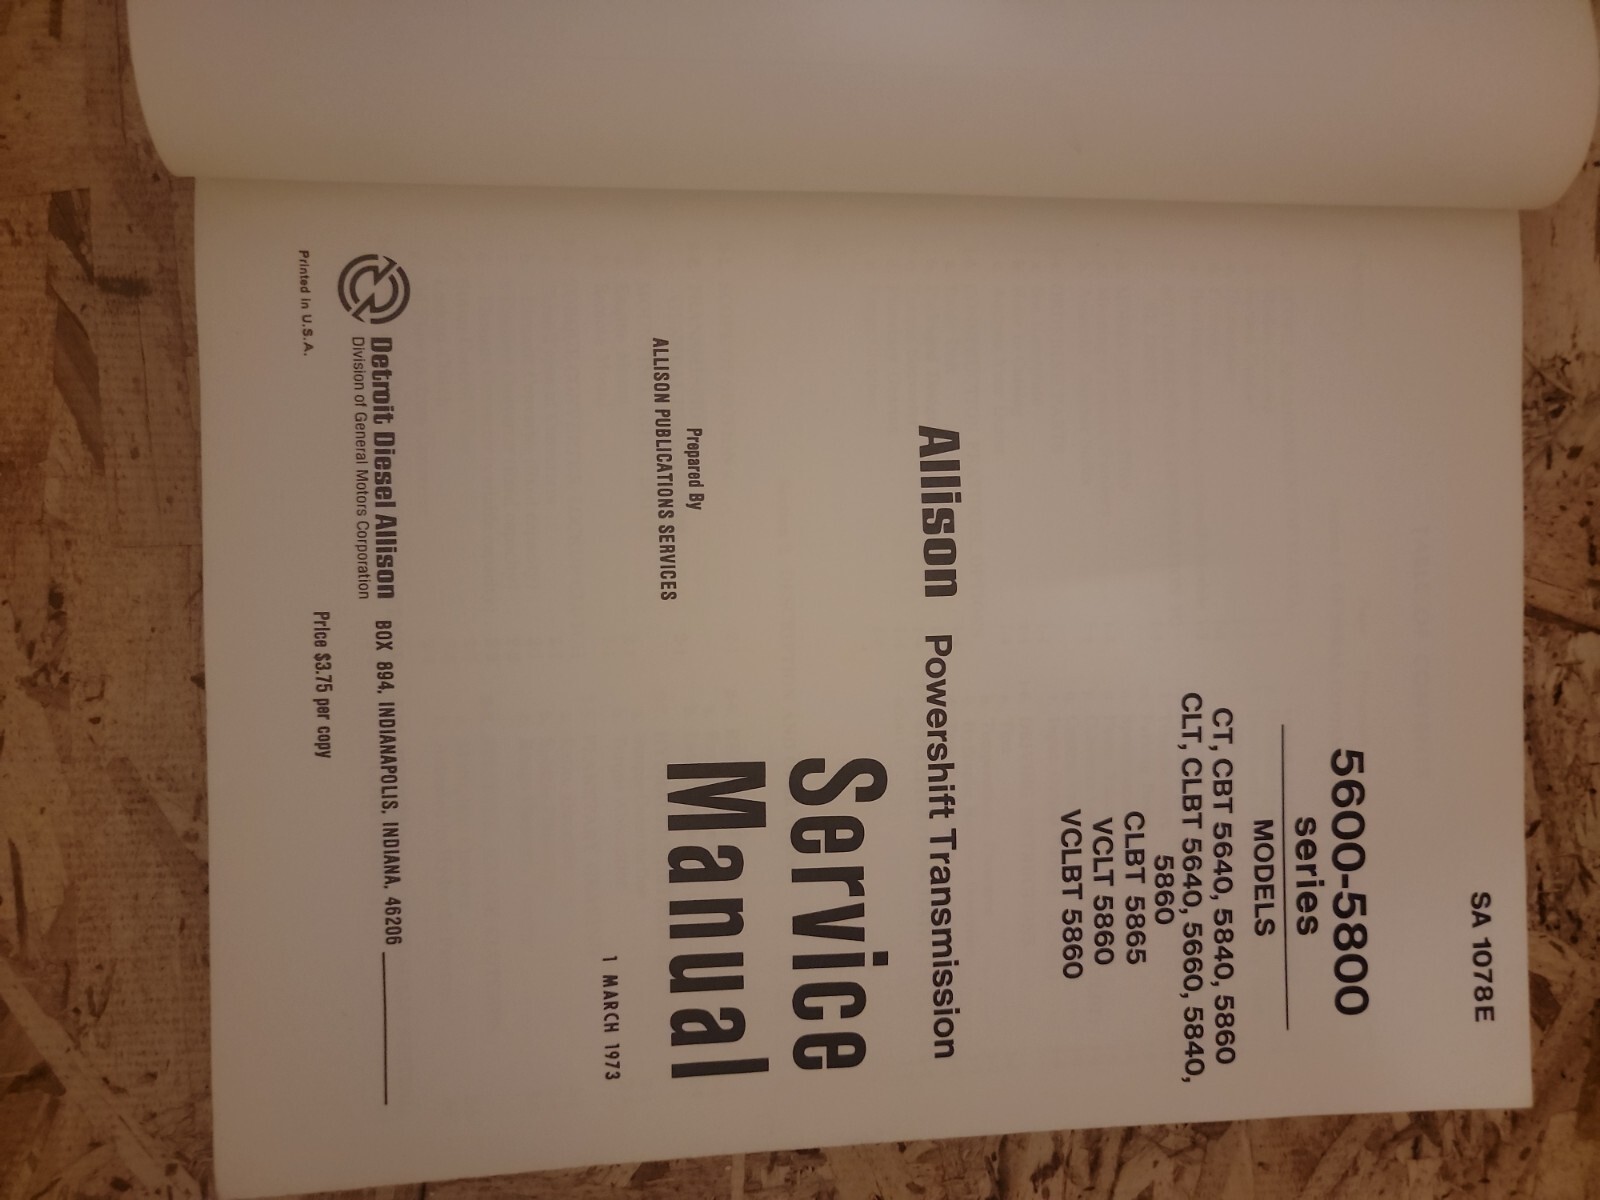 SA 1078E
5600-5800
Series
MODELS
CT, CBT 5640, 5840, 5860
CLT, CLBT 5640, 5660, 5840,
5860
CLBT 5865
VCLT 5860
VCLBT 5860
Allison Powershift Transmission
Service
Manual
Prepared By
ALLISON PUBLICATIONS SERVICES
1 MARCH 1973
Detroit Diesel Allison BOX 894, INDIANAPOLIS, INDIANA, 46206
Division of General Motors Corporation
Price $3.75 per copy
Printed in U.S.A.